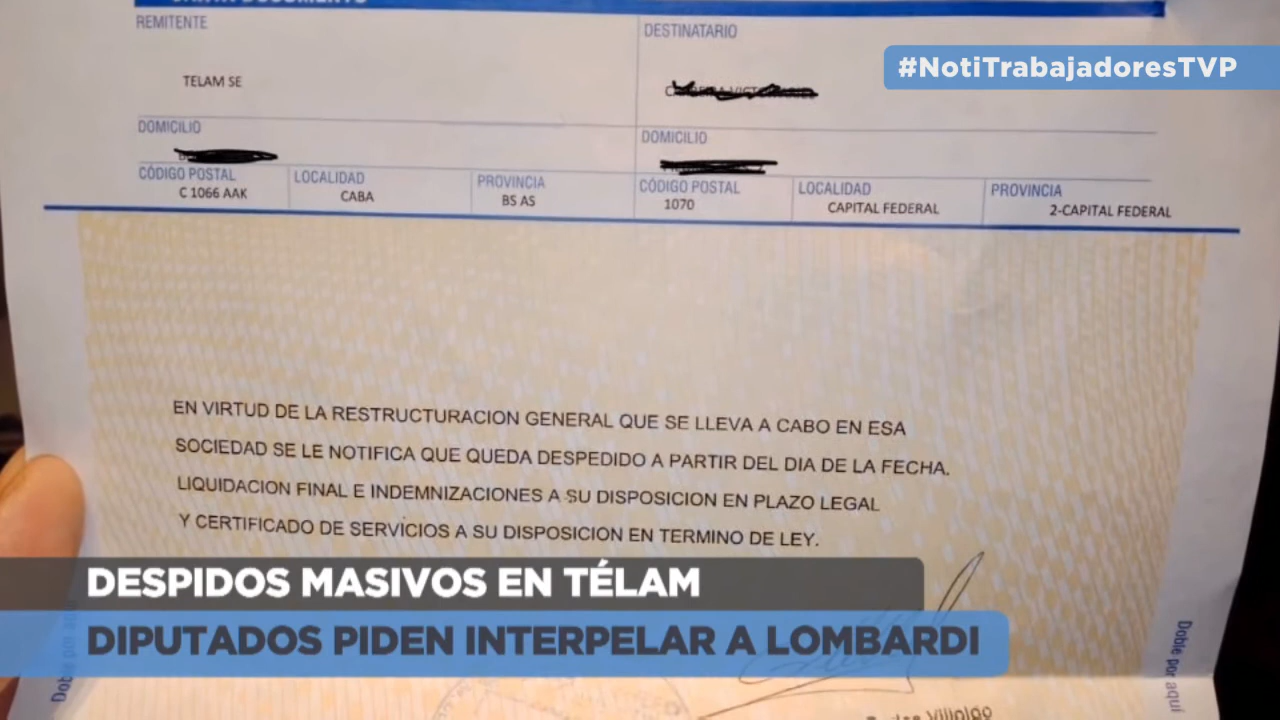 REMITENTE
DESTINATARIO
#NotiTrabajadoresTVP
TELAM SE
DOMICILIO
DOMICILIO
CÓDIGO POSTAL
LOCALIDAD
PROVINCIA
CÓDIGO POSTAL
LOCALIDAD
PROVINCIA
C 1066 AAK
CABA
BS AS
1070
CAPITAL FEDERAL
2-CAPITAL FEDERAL
EN VIRTUD DE LA RESTRUCTURACION GENERAL QUE SE LLEVA A CABO EN ESA
SOCIEDAD SE LE NOTIFICA QUE QUEDA DESPEDIDO A PARTIR DEL DIA DE LA FECHA.
LIQUIDACION FINAL E INDEMNIZACIONES A SU DISPOSICION EN PLAZO LEGAL
Y CERTIFICADO DE SERVICIOS A SU DISPOSICION EN TERMINO DE LEY.
DESPIDOS MASIVOS EN TÉLAM
DIPUTADOS PIDEN INTERPELAR A LOMBARDI
Doble por aquí